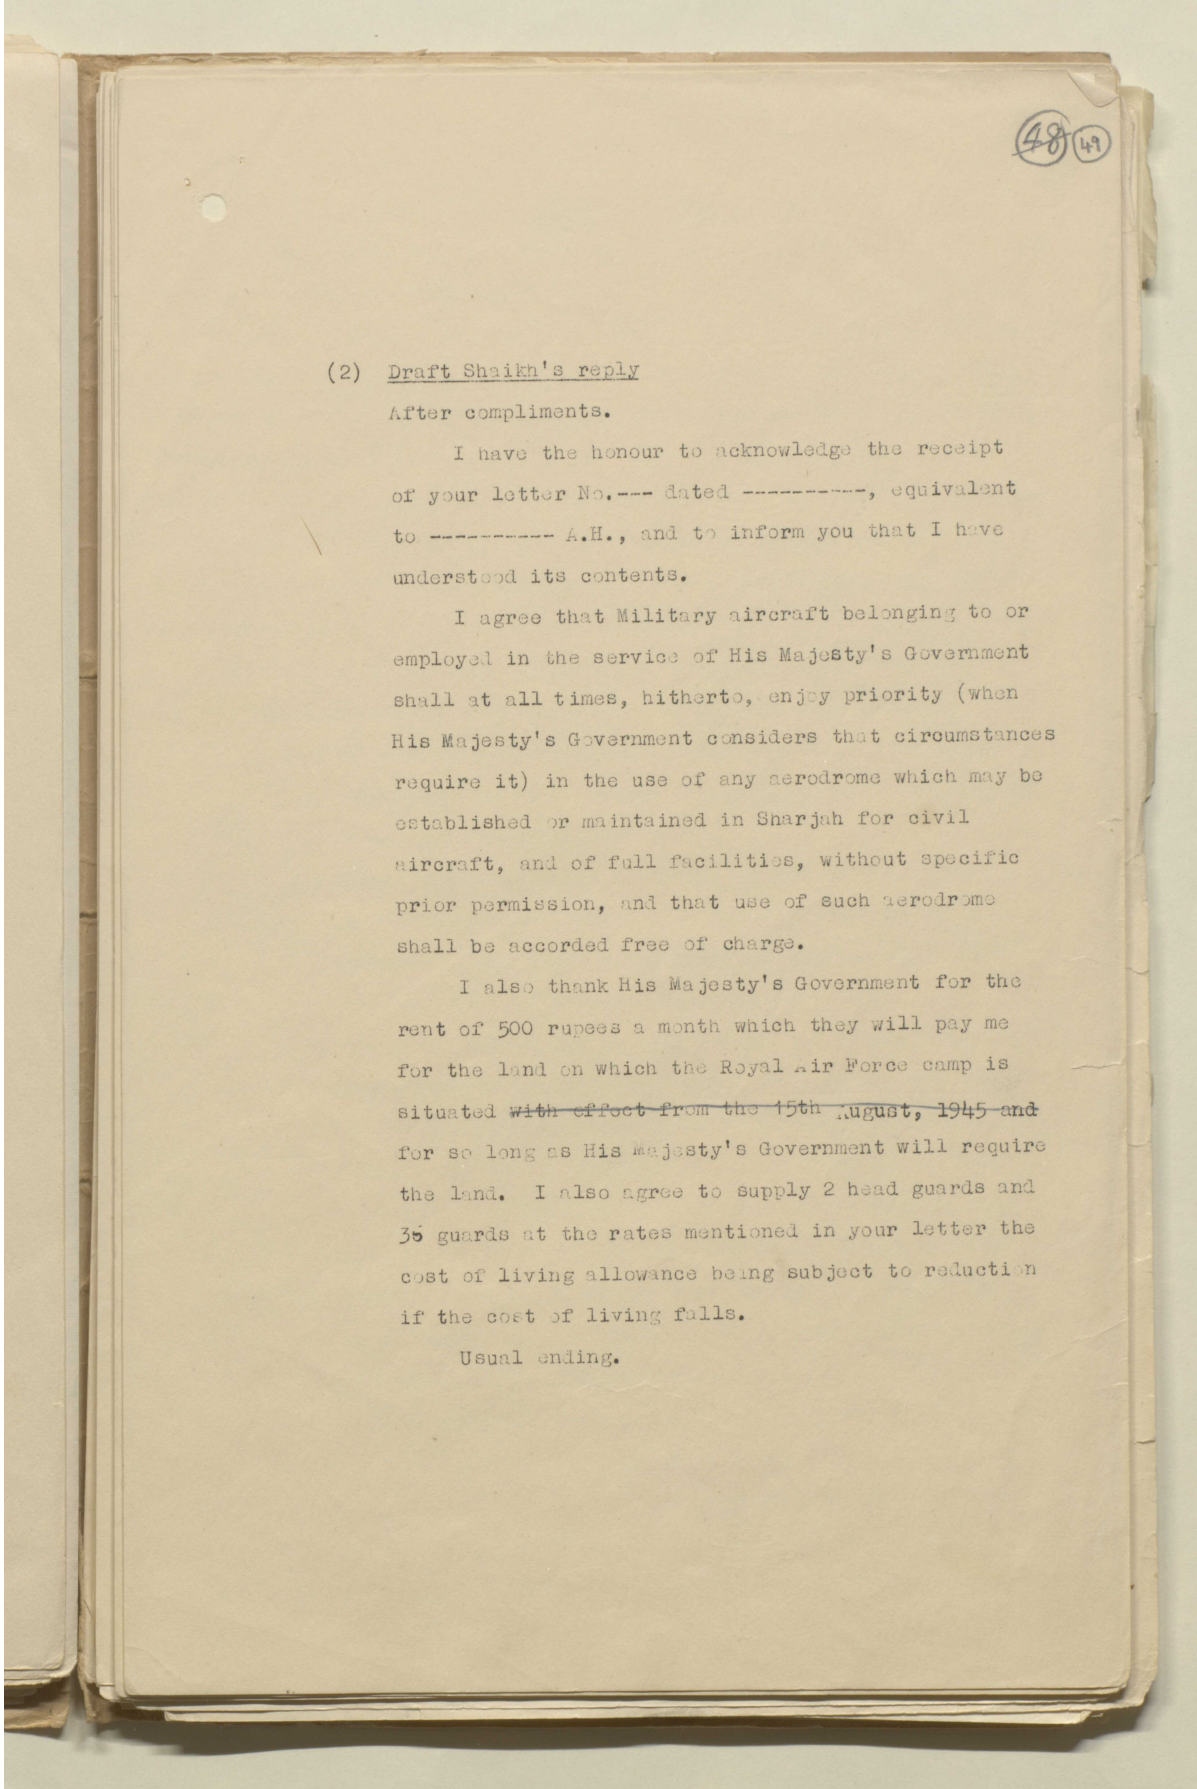 48 49
(2) Draft Shaikh's reply
After compliments.
I have the honour to acknowledge the receipt
of your letter No.--- dated ----------, equivalent
to ---------- A.H., and to inform you that I have
understood its contents.
I agree that Military aircraft belonging to or
employed in the service of His Majesty's Government
shall at all times, hitherto, enjoy priority (when
His Majesty's Government considers that circumstances
require it) in the use of any aerodrome which may be
established or maintained in Sharjah for civil
aircraft, and of full facilities, without specific
prior permission, and that use of such aerodrome
shall be accorded free of charge.
I also thank His Majesty's Government for the
rent of 500 rupees a month which they will pay me
for the land on which the Royal Air Force camp is
situated with effect from the 15th August, 1945 and
for so long as His Majesty's Government will require
the land. I also agree to supply 2 head guards and
36 guards at the rates mentioned in your letter the
cost of living allowance being subject to reduction
if the cost of living falls.
Usual ending.